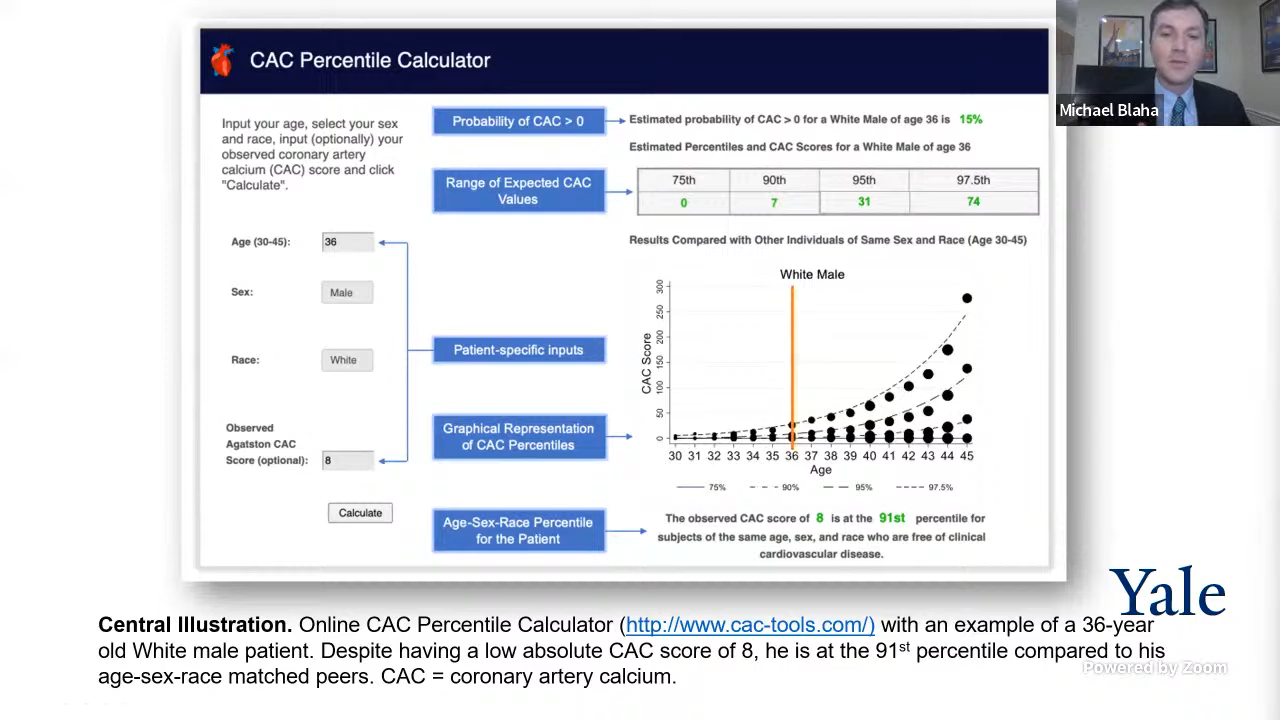 CAC Percentile Calculator
Michael Blaha
Input your age, select your sex
and race, input (optionally) your
observed coronary artery
calcium (CAC) score and click
"Calculate".
Age (30-45): 36
Sex: Male
Race: White
Observed
Agatston CAC
Score (optional): 8
Calculate
Probability of CAC > 0
Range of Expected CAC
Values
Patient-specific inputs
Graphical Representation
of CAC Percentiles
Age-Sex-Race Percentile
for the Patient
Estimated probability of CAC > 0 for a White Male of age 36 is 15%
Estimated Percentiles and CAC Scores for a White Male of age 36
75th 90th 95th 97.5th
0 7 31 74
Results Compared with Other Individuals of Same Sex and Race (Age 30-45)
White Male
CAC Score
300
250
200
150
100
50
0
30 31 32 33 34 35 36 37 38 39 40 41 42 43 44 45
Age
75% 90% 95% 97.5%
The observed CAC score of 8 is at the 91st percentile for
subjects of the same age, sex, and race who are free of clinical
cardiovascular disease.
Yale
Central Illustration. Online CAC Percentile Calculator (http://www.cac-tools.com/) with an example of a 36-year
old White male patient. Despite having a low absolute CAC score of 8, he is at the 91st percentile compared to his
age-sex-race matched peers. CAC = coronary artery calcium.
Powered by Zoom